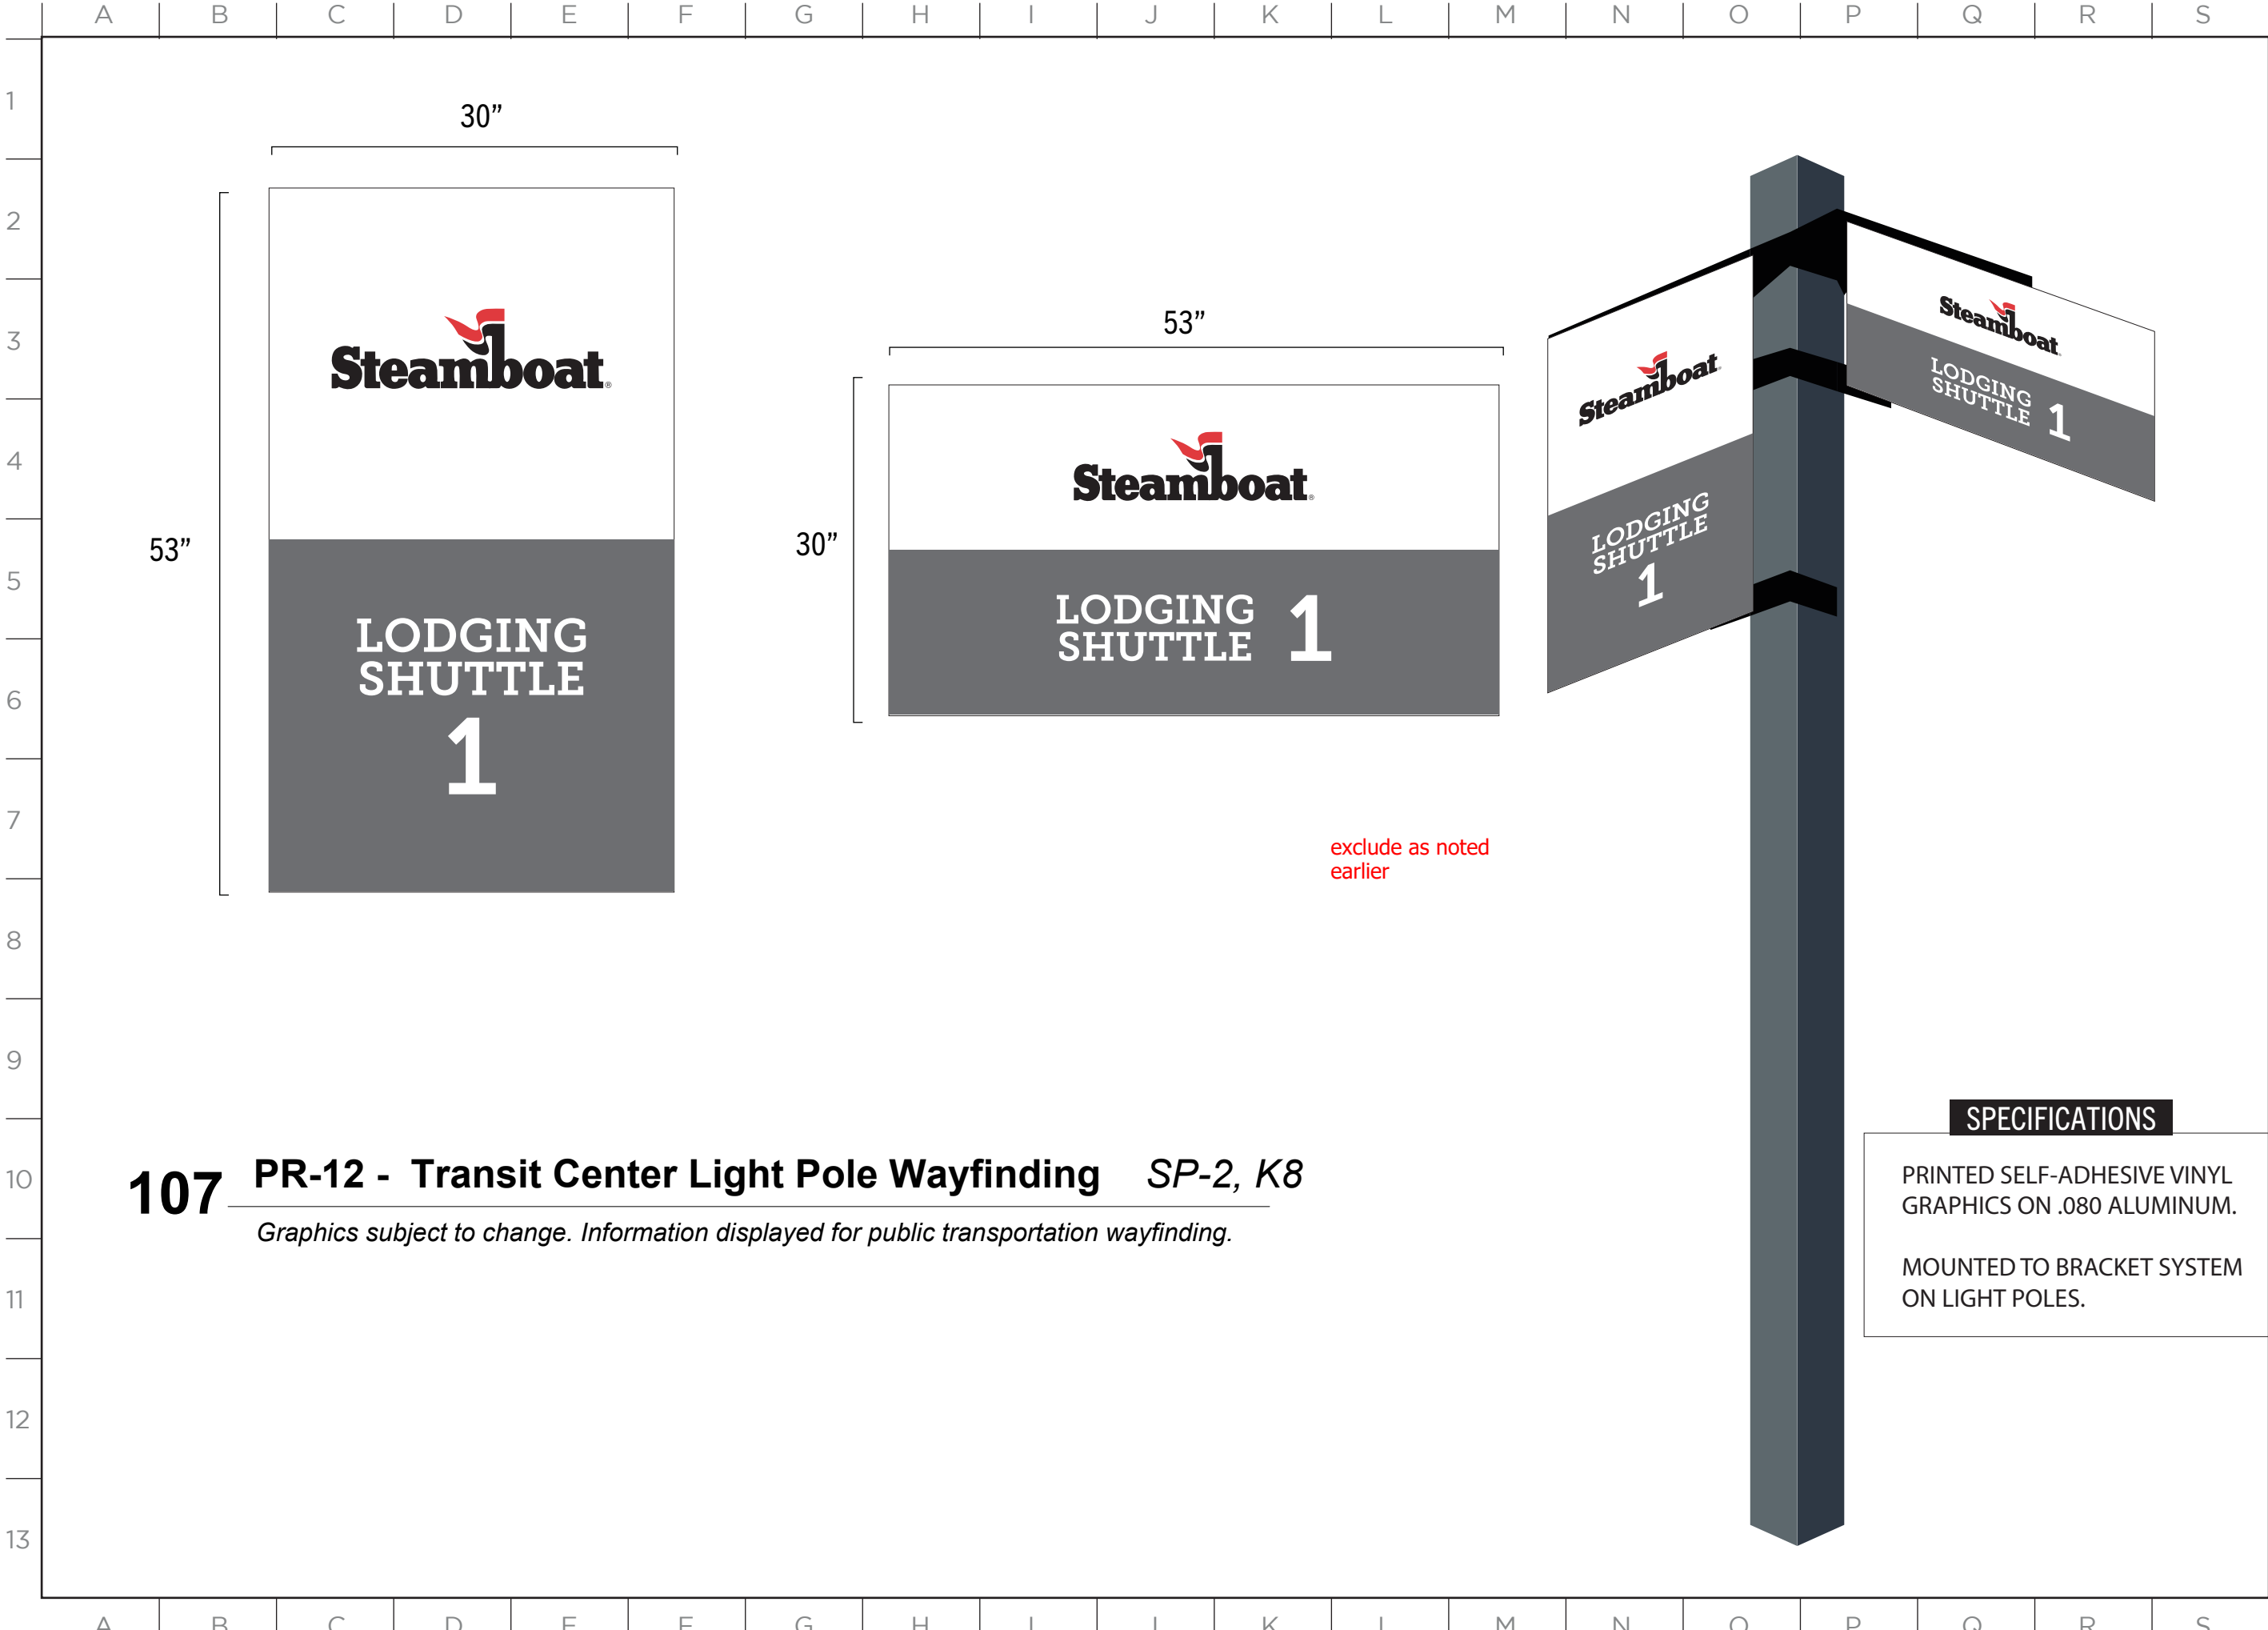 A B C D E F G H I J K L M N O P Q R S
1
2
3
4
5
6
7
8
9
10
11
12
13
30”
53”
Steamboat®
LODGING
SHUTTLE
1
53”
30”
Steamboat®
LODGING
SHUTTLE 1
Steamboat
LODGING
SHUTTLE
1
Steamboat
LODGING
SHUTTLE 1
exclude as noted
earlier
107 PR-12 - Transit Center Light Pole Wayfinding SP-2, K8
Graphics subject to change. Information displayed for public transportation wayfinding.
SPECIFICATIONS
PRINTED SELF-ADHESIVE VINYL
GRAPHICS ON .080 ALUMINUM.
MOUNTED TO BRACKET SYSTEM
ON LIGHT POLES.
A B C D E F G H I J K L M N O P Q R S